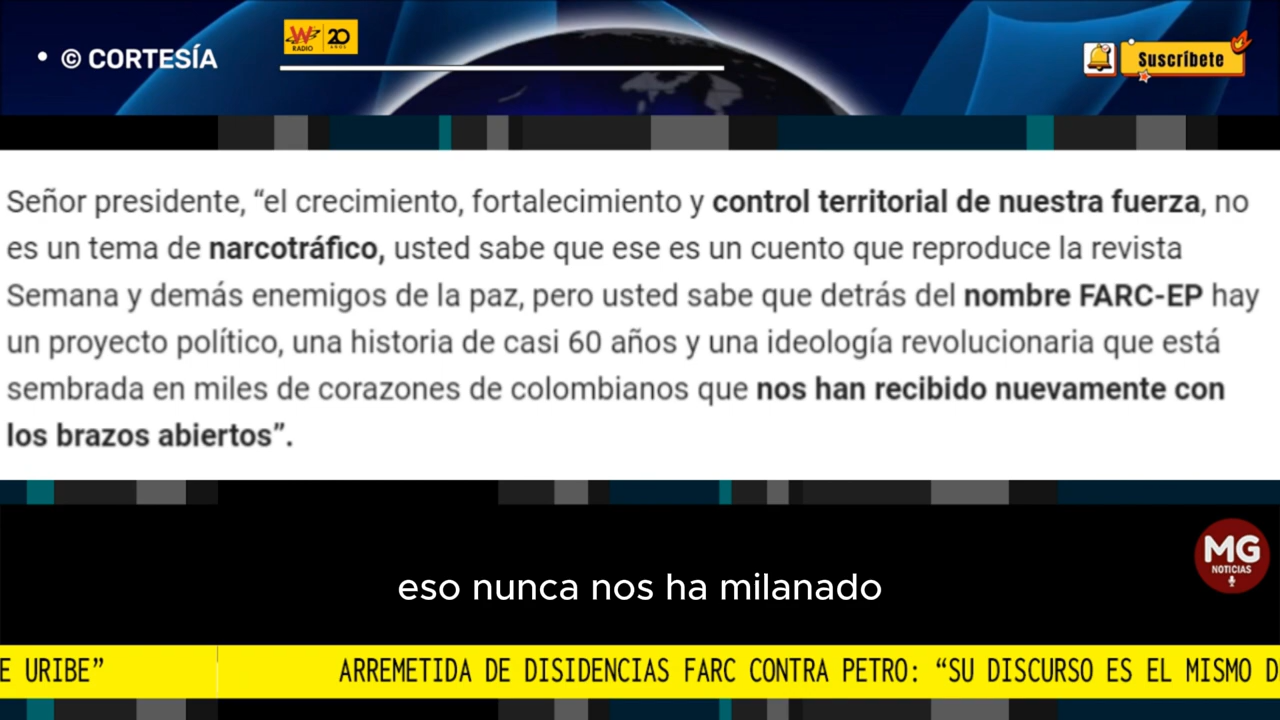 • © CORTESÍA
W RADIO 20 AÑOS
Suscríbete
Señor presidente, “el crecimiento, fortalecimiento y control territorial de nuestra fuerza, no
es un tema de narcotráfico, usted sabe que ese es un cuento que reproduce la revista
Semana y demás enemigos de la paz, pero usted sabe que detrás del nombre FARC-EP hay
un proyecto político, una historia de casi 60 años y una ideología revolucionaria que está
sembrada en miles de corazones de colombianos que nos han recibido nuevamente con
los brazos abiertos”.
MG
NOTICIAS
eso nunca nos ha milanado
E URIBE” ARREMETIDA DE DISIDENCIAS FARC CONTRA PETRO: “SU DISCURSO ES EL MISMO D